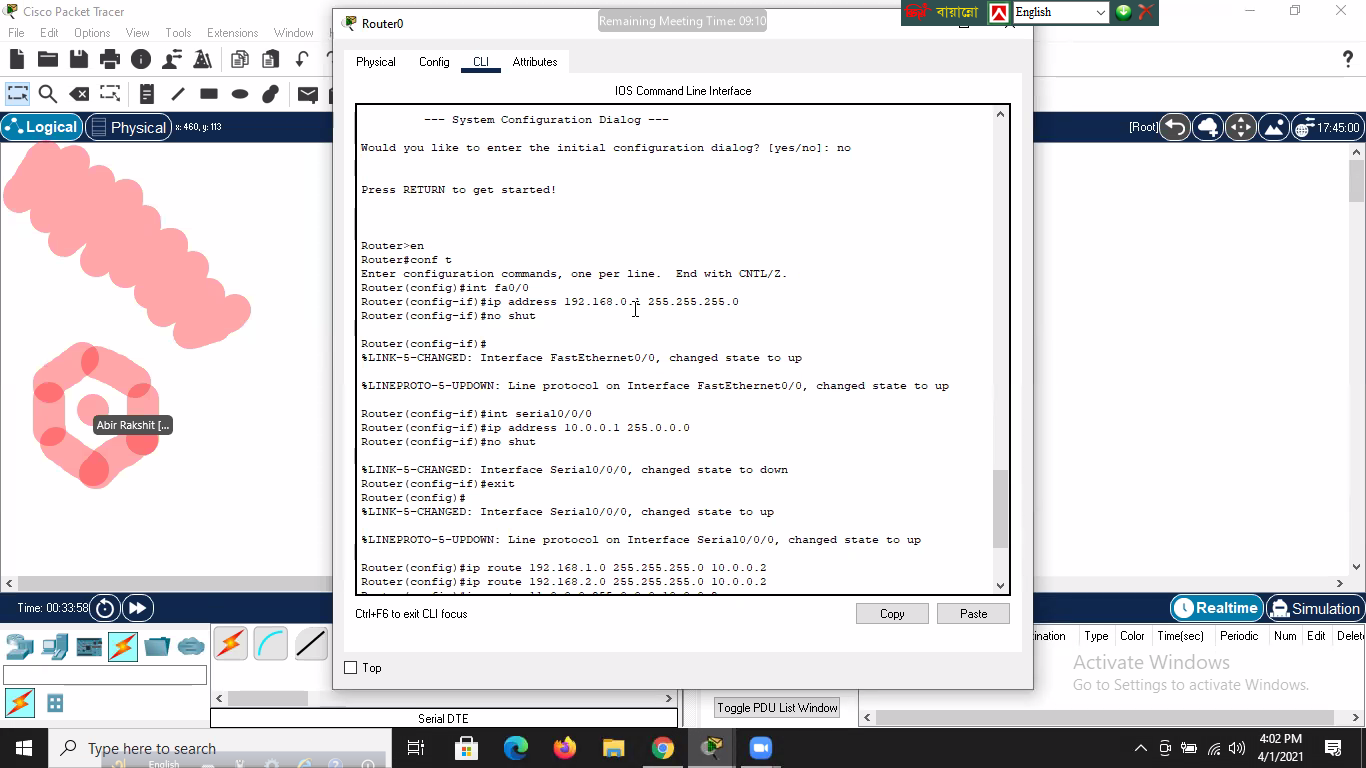 Cisco Packet Tracer
File Edit Options View Tools Extensions Window
Router0
Remaining Meeting Time: 09:10
বায়ান্নো
English
Physical Config CLI Attributes
IOS Command Line Interface
Logical Physical x: 460, y: 113
[Root] 17:45:00
--- System Configuration Dialog ---
Would you like to enter the initial configuration dialog? [yes/no]: no
Press RETURN to get started!
Router>en
Router#conf t
Enter configuration commands, one per line.  End with CNTL/Z.
Router(config)#int fa0/0
Router(config-if)#ip address 192.168.0.1 255.255.255.0
Router(config-if)#no shut
Router(config-if)#
%LINK-5-CHANGED: Interface FastEthernet0/0, changed state to up
%LINEPROTO-5-UPDOWN: Line protocol on Interface FastEthernet0/0, changed state to up
Router(config-if)#int serial0/0/0
Router(config-if)#ip address 10.0.0.1 255.0.0.0
Router(config-if)#no shut
%LINK-5-CHANGED: Interface Serial0/0/0, changed state to down
Router(config-if)#exit
Router(config)#
%LINK-5-CHANGED: Interface Serial0/0/0, changed state to up
%LINEPROTO-5-UPDOWN: Line protocol on Interface Serial0/0/0, changed state to up
Router(config)#ip route 192.168.1.0 255.255.255.0 10.0.0.2
Router(config)#ip route 192.168.2.0 255.255.255.0 10.0.0.2
Abir Rakshit [...
Ctrl+F6 to exit CLI focus
Copy Paste
Top
Time: 00:33:58
Realtime Simulation
Type Color Time(sec) Periodic Num Edit
Activate Windows
Go to Settings to activate Windows.
Toggle PDU List Window
Serial DTE
Type here to search
English
4:02 PM
4/1/2021